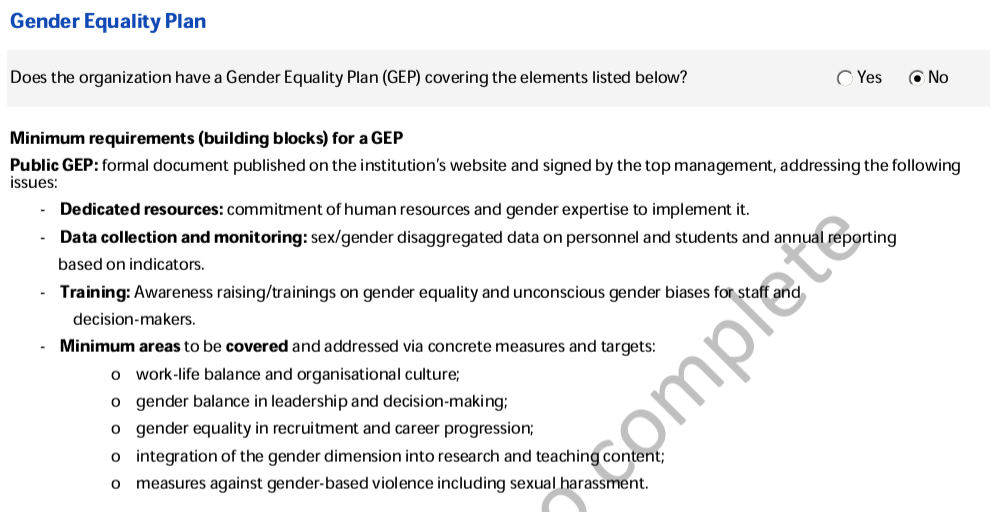 Gender Equality Plan
Does the organization have a Gender Equality Plan (GEP) covering the elements listed below? Yes No
Minimum requirements (building blocks) for a GEP
Public GEP: formal document published on the institution's website and signed by the top management, addressing the following
issues:
- Dedicated resources: commitment of human resources and gender expertise to implement it.
- Data collection and monitoring: sex/gender disaggregated data on personnel and students and annual reporting
based on indicators.
- Training: Awareness raising/trainings on gender equality and unconscious gender biases for staff and
decision-makers.
- Minimum areas to be covered and addressed via concrete measures and targets:
o work-life balance and organisational culture;
o gender balance in leadership and decision-making;
o gender equality in recruitment and career progression;
o integration of the gender dimension into research and teaching content;
o measures against gender-based violence including sexual harassment.
complete